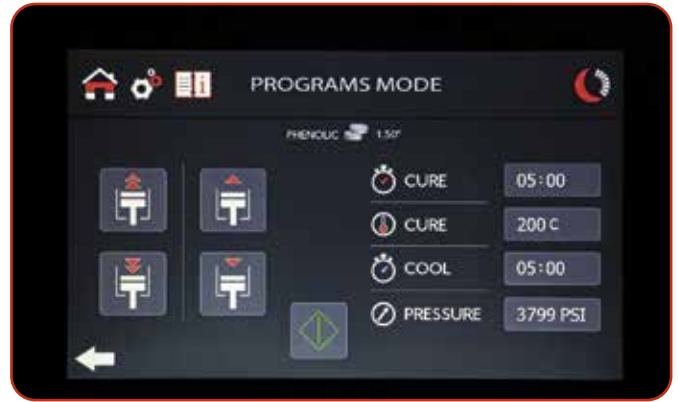 PROGRAMS MODE
PHENOLIC 1.50"
CURE 05:00
CURE 200 C
COOL 05:00
PRESSURE 3799 PSI